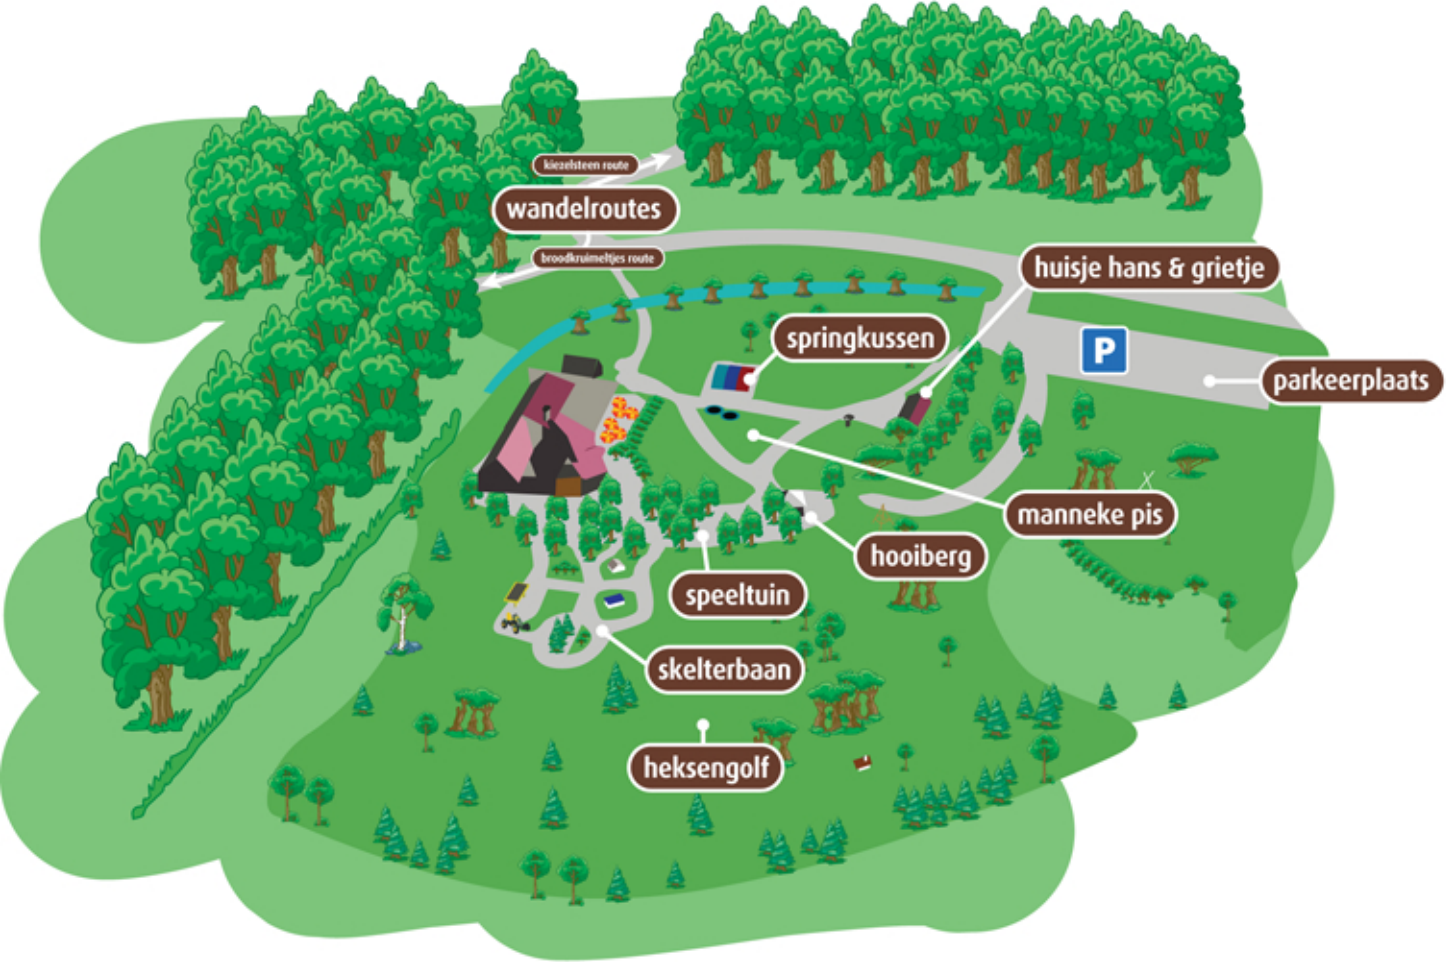 kiezelsteen route
wandelroutes
broodkruimeltjes route
huisje hans & grietje
springkussen
P
parkeerplaats
manneke pis
hooiberg
speeltuin
skelterbaan
heksengolf